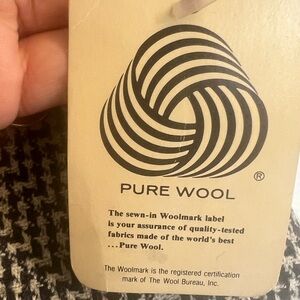 ®
PURE WOOL
The sewn-in Woolmark label
is your assurance of quality-tested
fabrics made of the world's best
...Pure Wool.
The Woolmark is the registered certification
mark of The Wool Bureau, Inc.